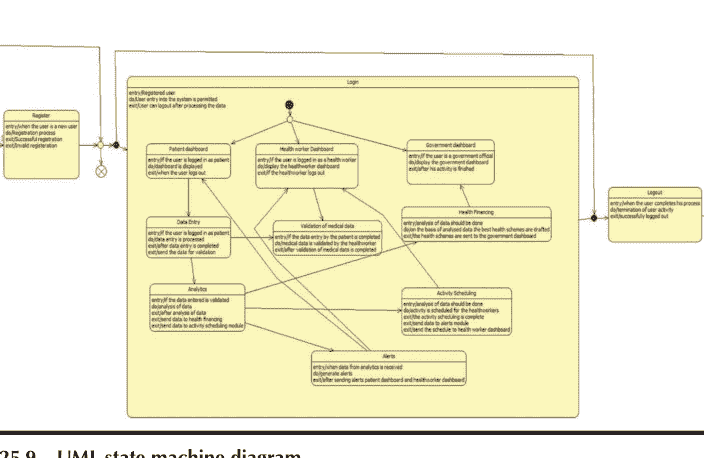 Login
entry/Registered user
do/User entry into the system is permitted
exit/User can logout after processing the data
Register
entry/when the user is a new user
do/Registration process
exit/Successful registration
exit/Invalid registeration
Patient dashboard
entry/if the user is logged in as patient
do/dashboard is displayed
exit/when the user logs out
Health worker Dashboard
entry/if the user is logged in as a health worker
do/display the healthworker dashboard
exit/if the healthworker logs out
Government dashboard
entry/if the user is a government official
do/display the government dashboard
exit/after his activity is finished
Data Entry
entry/if the user is logged in as patient
do/data entry is processed
exit/after data entry is completed
exit/send the data for validation
Validation of medical data
entry/if the data entry by the patient is completed
do/medical data is validated by the healthworker
exit/after validation of medical data is completed
Health Financing
entry/analysis of data should be done
do/on the basis of analyzed data the best health schemes are drafted
exit/the health schemes are sent to the government dashboard
Logout
entry/when the user completes his process
do/termination of user activity
exit/successfully logged out
Analytics
entry/if the data entered is validated
do/analysis of data
exit/after analysis of data
exit/send data to health financing
exit/send data to activity scheduling module
Activity Scheduling
entry/analysis of data should be done
do/activity is scheduled for the healthworkers
exit/the activity scheduling is complete
exit/send data to alerts module
exit/send the schedule to health worker dashboard
Alerts
entry/when data from analytics is received
do/generate alerts
exit/after sending alerts patient dashboard and healthworker dashboard
25.9 UML state machine diagram